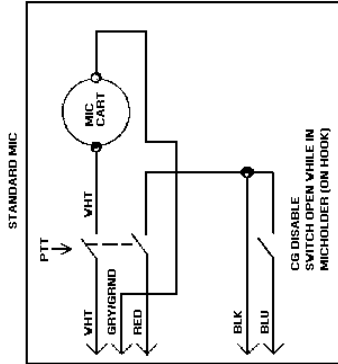 STANDARD MIC
PTT
MIC
CART
WHT
WHT
GRY/GRND
RED
BLK
BLU
CG DISABLE
SWITCH OPEN WHILE IN
MICHOLDER (ON HOOK)